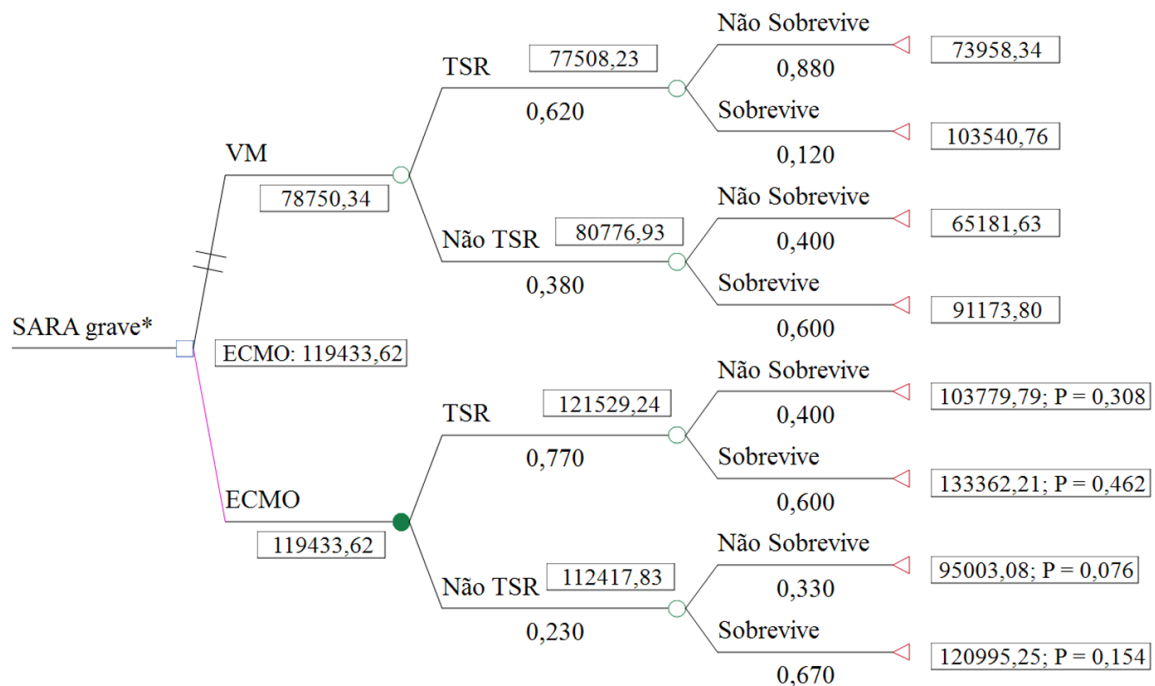 Não Sobrevive
73958,34
0,880
77508,23
TSR
0,620
Sobrevive
103540,76
0,120
VM
78750,34
Não Sobrevive
65181,63
0,400
80776,93
Não TSR
0,380
Sobrevive
91173,80
0,600
SARA grave*
ECMO: 119433,62
Não Sobrevive
103779,79; P = 0,308
0,400
121529,24
TSR
0,770
Sobrevive
133362,21; P = 0,462
0,600
ECMO
119433,62
Não Sobrevive
95003,08; P = 0,076
0,330
112417,83
Não TSR
0,230
Sobrevive
120995,25; P = 0,154
0,670